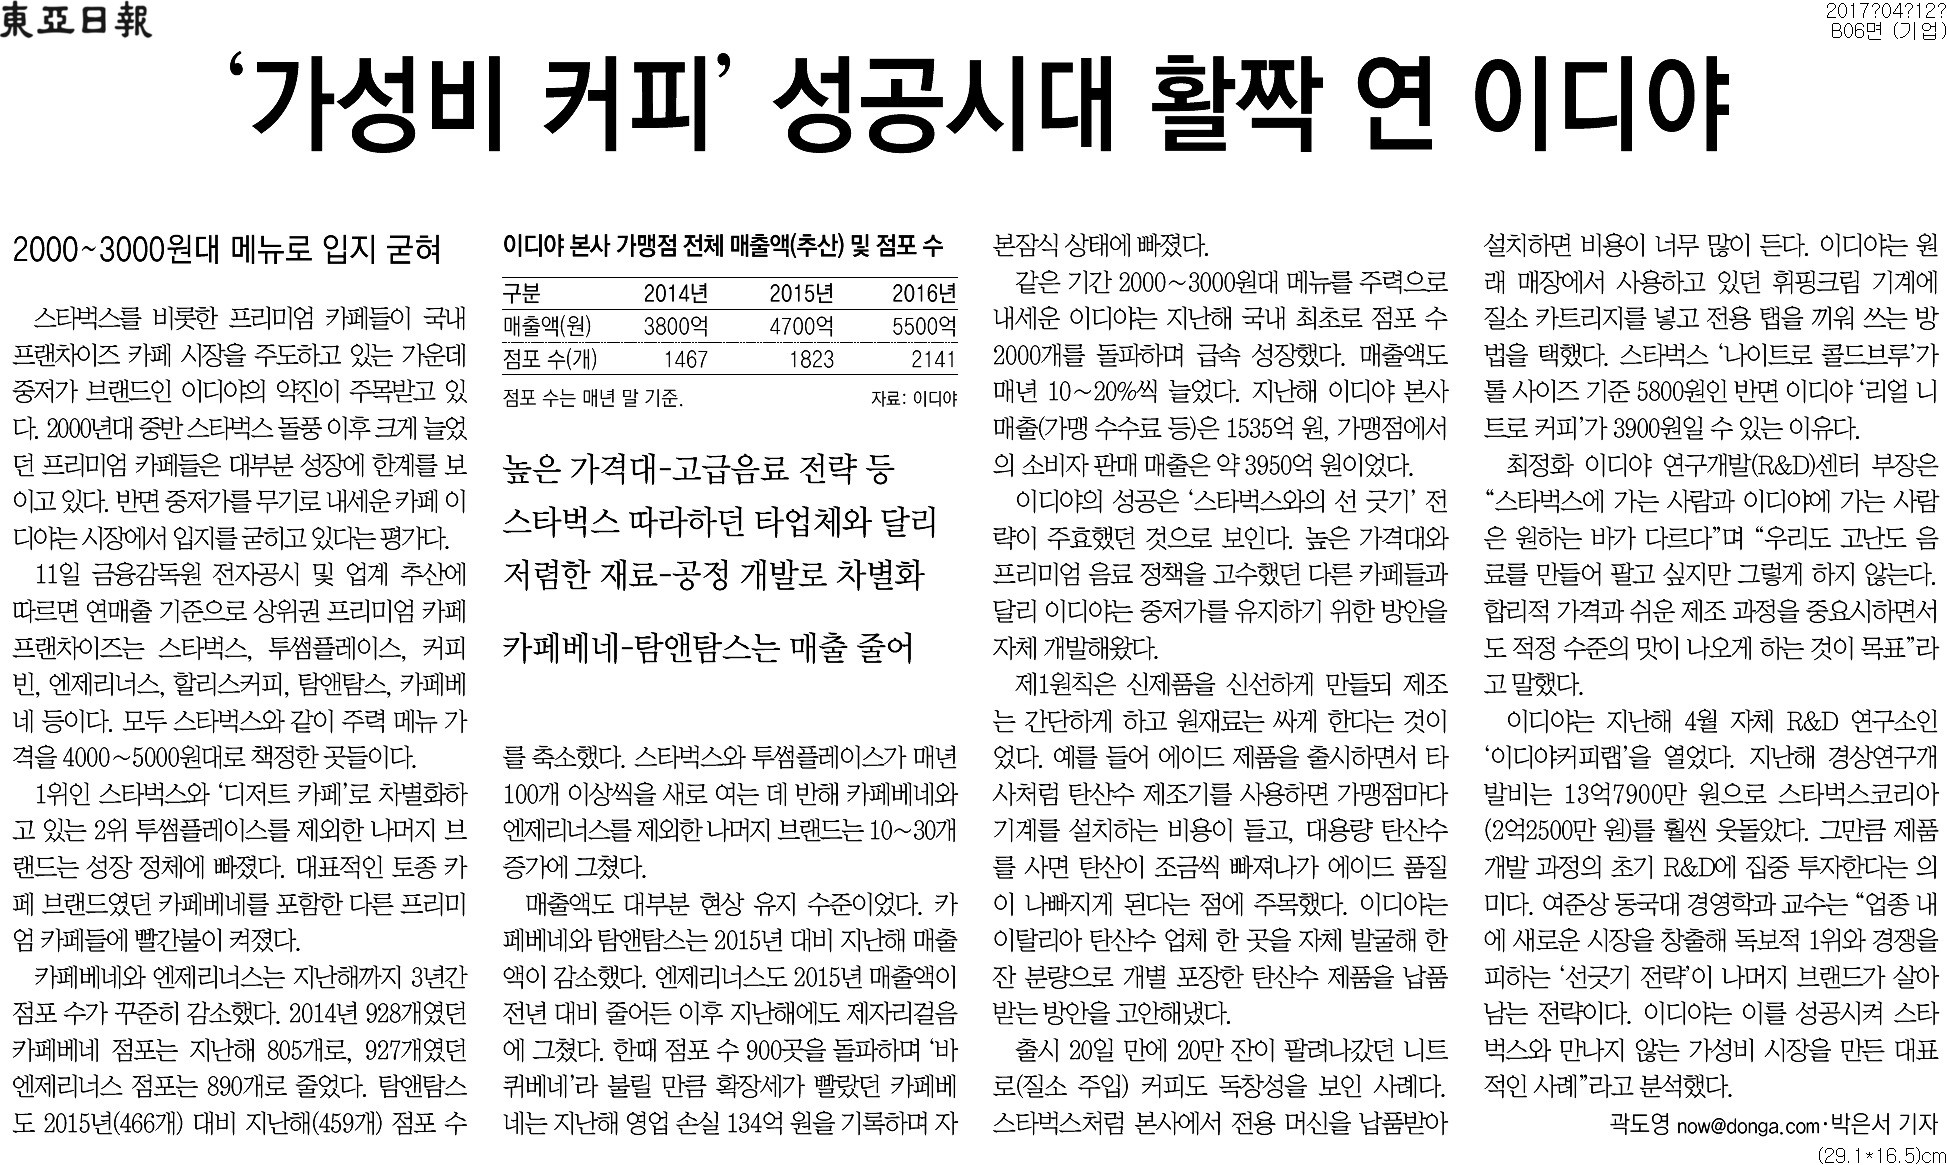 東亞日報
2017?04?12?
B06면 (기업)
‘가성비 커피’ 성공시대 활짝 연 이디야
2000~3000원대 메뉴로 입지 굳혀
스타벅스를 비롯한 프리미엄 카페들이 국내
프랜차이즈 카페 시장을 주도하고 있는 가운데
중저가 브랜드인 이디야의 약진이 주목받고 있
다. 2000년대 중반 스타벅스 돌풍 이후 크게 늘었
던 프리미엄 카페들은 대부분 성장에 한계를 보
이고 있다. 반면 중저가를 무기로 내세운 카페 이
디야는 시장에서 입지를 굳히고 있다는 평가다.
11일 금융감독원 전자공시 및 업계 추산에
따르면 연매출 기준으로 상위권 프리미엄 카페
프랜차이즈는 스타벅스, 투썸플레이스, 커피
빈, 엔제리너스, 할리스커피, 탐앤탐스, 카페베
네 등이다. 모두 스타벅스와 같이 주력 메뉴 가
격을 4000~5000원대로 책정한 곳들이다.
1위인 스타벅스와 ‘디저트 카페’로 차별화하
고 있는 2위 투썸플레이스를 제외한 나머지 브
랜드는 성장 정체에 빠졌다. 대표적인 토종 카
페 브랜드였던 카페베네를 포함한 다른 프리미
엄 카페들에 빨간불이 켜졌다.
카페베네와 엔제리너스는 지난해까지 3년간
점포 수가 꾸준히 감소했다. 2014년 928개였던
카페베네 점포는 지난해 805개로, 927개였던
엔제리너스 점포는 890개로 줄었다. 탐앤탐스
도 2015년(466개) 대비 지난해(459개) 점포 수
이디야 본사 가맹점 전체 매출액(추산) 및 점포 수
구분 2014년 2015년 2016년
매출액(원) 3800억 4700억 5500억
점포 수(개) 1467 1823 2141
점포 수는 매년 말 기준. 자료: 이디야
높은 가격대-고급음료 전략 등
스타벅스 따라하던 타업체와 달리
저렴한 재료-공정 개발로 차별화
카페베네-탐앤탐스는 매출 줄어
를 축소했다. 스타벅스와 투썸플레이스가 매년
100개 이상씩을 새로 여는 데 반해 카페베네와
엔제리너스를 제외한 나머지 브랜드는 10~30개
증가에 그쳤다.
매출액도 대부분 현상 유지 수준이었다. 카
페베네와 탐앤탐스는 2015년 대비 지난해 매출
액이 감소했다. 엔제리너스도 2015년 매출액이
전년 대비 줄어든 이후 지난해에도 제자리걸음
에 그쳤다. 한때 점포 수 900곳을 돌파하며 ‘바
퀴베네’라 불릴 만큼 확장세가 빨랐던 카페베
네는 지난해 영업 손실 134억 원을 기록하며 자
본잠식 상태에 빠졌다.
같은 기간 2000~3000원대 메뉴를 주력으로
내세운 이디야는 지난해 국내 최초로 점포 수
2000개를 돌파하며 급속 성장했다. 매출액도
매년 10~20%씩 늘었다. 지난해 이디야 본사
매출(가맹 수수료 등)은 1535억 원, 가맹점에서
의 소비자 판매 매출은 약 3950억 원이었다.
이디야의 성공은 ‘스타벅스와의 선 긋기’ 전
략이 주효했던 것으로 보인다. 높은 가격대와
프리미엄 음료 정책을 고수했던 다른 카페들과
달리 이디야는 중저가를 유지하기 위한 방안을
자체 개발해왔다.
제1원칙은 신제품을 신선하게 만들되 제조
는 간단하게 하고 원재료는 싸게 한다는 것이
었다. 예를 들어 에이드 제품을 출시하면서 타
사처럼 탄산수 제조기를 사용하면 가맹점마다
기계를 설치하는 비용이 들고, 대용량 탄산수
를 사면 탄산이 조금씩 빠져나가 에이드 품질
이 나빠지게 된다는 점에 주목했다. 이디야는
이탈리아 탄산수 업체 한 곳을 자체 발굴해 한
잔 분량으로 개별 포장한 탄산수 제품을 납품
받는 방안을 고안해냈다.
출시 20일 만에 20만 잔이 팔려나갔던 니트
로(질소 주입) 커피도 독창성을 보인 사례다.
스타벅스처럼 본사에서 전용 머신을 납품받아
설치하면 비용이 너무 많이 든다. 이디야는 원
래 매장에서 사용하고 있던 휘핑크림 기계에
질소 카트리지를 넣고 전용 탭을 끼워 쓰는 방
법을 택했다. 스타벅스 ‘나이트로 콜드브루’가
톨 사이즈 기준 5800원인 반면 이디야 ‘리얼 니
트로 커피’가 3900원일 수 있는 이유다.
최정화 이디야 연구개발(R&D)센터 부장은
“스타벅스에 가는 사람과 이디야에 가는 사람
은 원하는 바가 다르다”며 “우리도 고난도 음
료를 만들어 팔고 싶지만 그렇게 하지 않는다.
합리적 가격과 쉬운 제조 과정을 중요시하면서
도 적정 수준의 맛이 나오게 하는 것이 목표”라
고 말했다.
이디야는 지난해 4월 자체 R&D 연구소인
‘이디야커피랩’을 열었다. 지난해 경상연구개
발비는 13억7900만 원으로 스타벅스코리아
(2억2500만 원)를 훨씬 웃돌았다. 그만큼 제품
개발 과정의 초기 R&D에 집중 투자한다는 의
미다. 여준상 동국대 경영학과 교수는 “업종 내
에 새로운 시장을 창출해 독보적 1위와 경쟁을
피하는 ‘선긋기 전략’이 나머지 브랜드가 살아
남는 전략이다. 이디야는 이를 성공시켜 스타
벅스와 만나지 않는 가성비 시장을 만든 대표
적인 사례”라고 분석했다.
곽도영 now@donga.com·박은서 기자
(29.1*16.5)cm